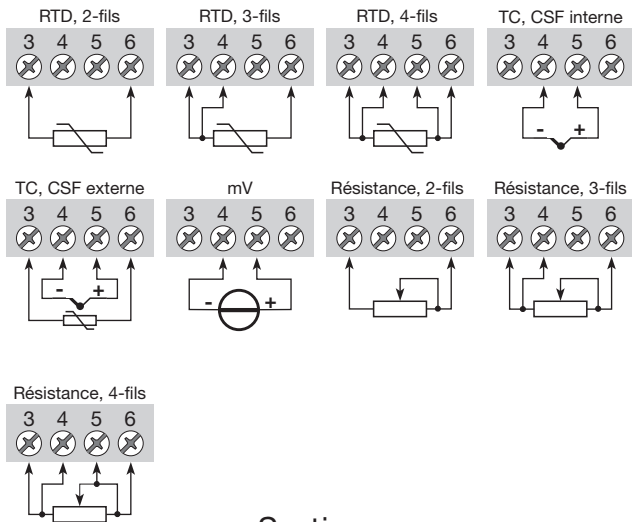 RTD, 2-fils RTD, 3-fils RTD, 4-fils TC, CSF interne
3 4 5 6 3 4 5 6 3 4 5 6 3 4 5 6
- +
TC, CSF externe mV Résistance, 2-fils Résistance, 3-fils
3 4 5 6 3 4 5 6 3 4 5 6 3 4 5 6
- + - +
Résistance, 4-fils
3 4 5 6